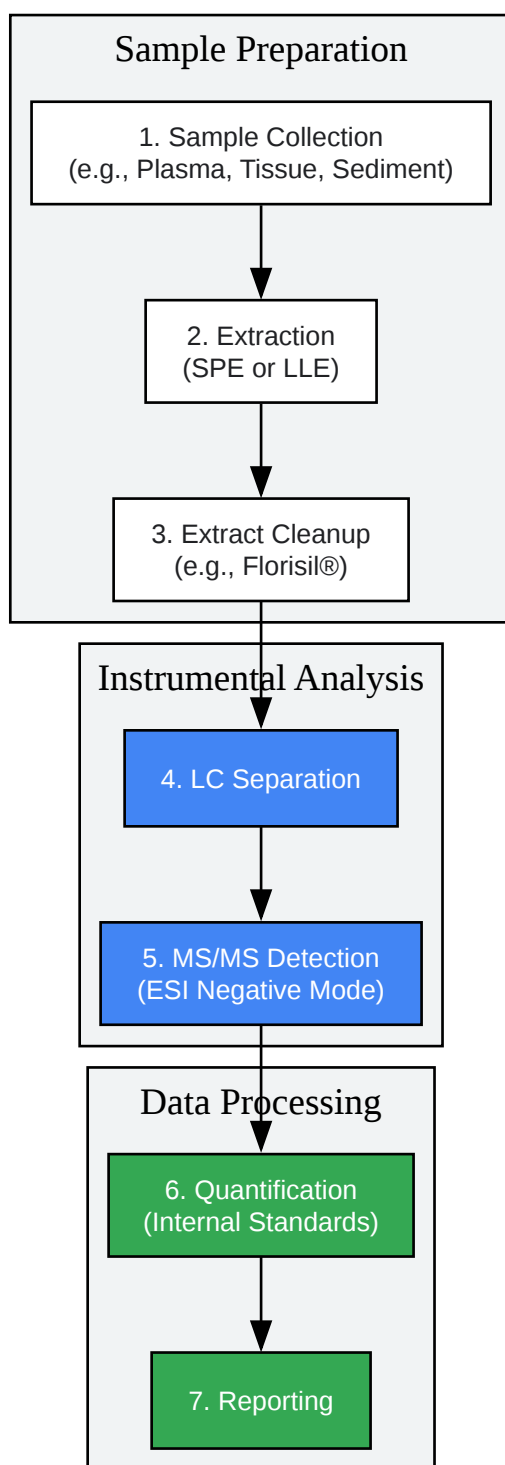 Sample Preparation
1. Sample Collection
(e.g., Plasma, Tissue, Sediment)
2. Extraction
(SPE or LLE)
3. Extract Cleanup
(e.g., Florisil®)
Instrumental Analysis
4. LC Separation
5. MS/MS Detection
(ESI Negative Mode)
Data Processing
6. Quantification
(Internal Standards)
7. Reporting